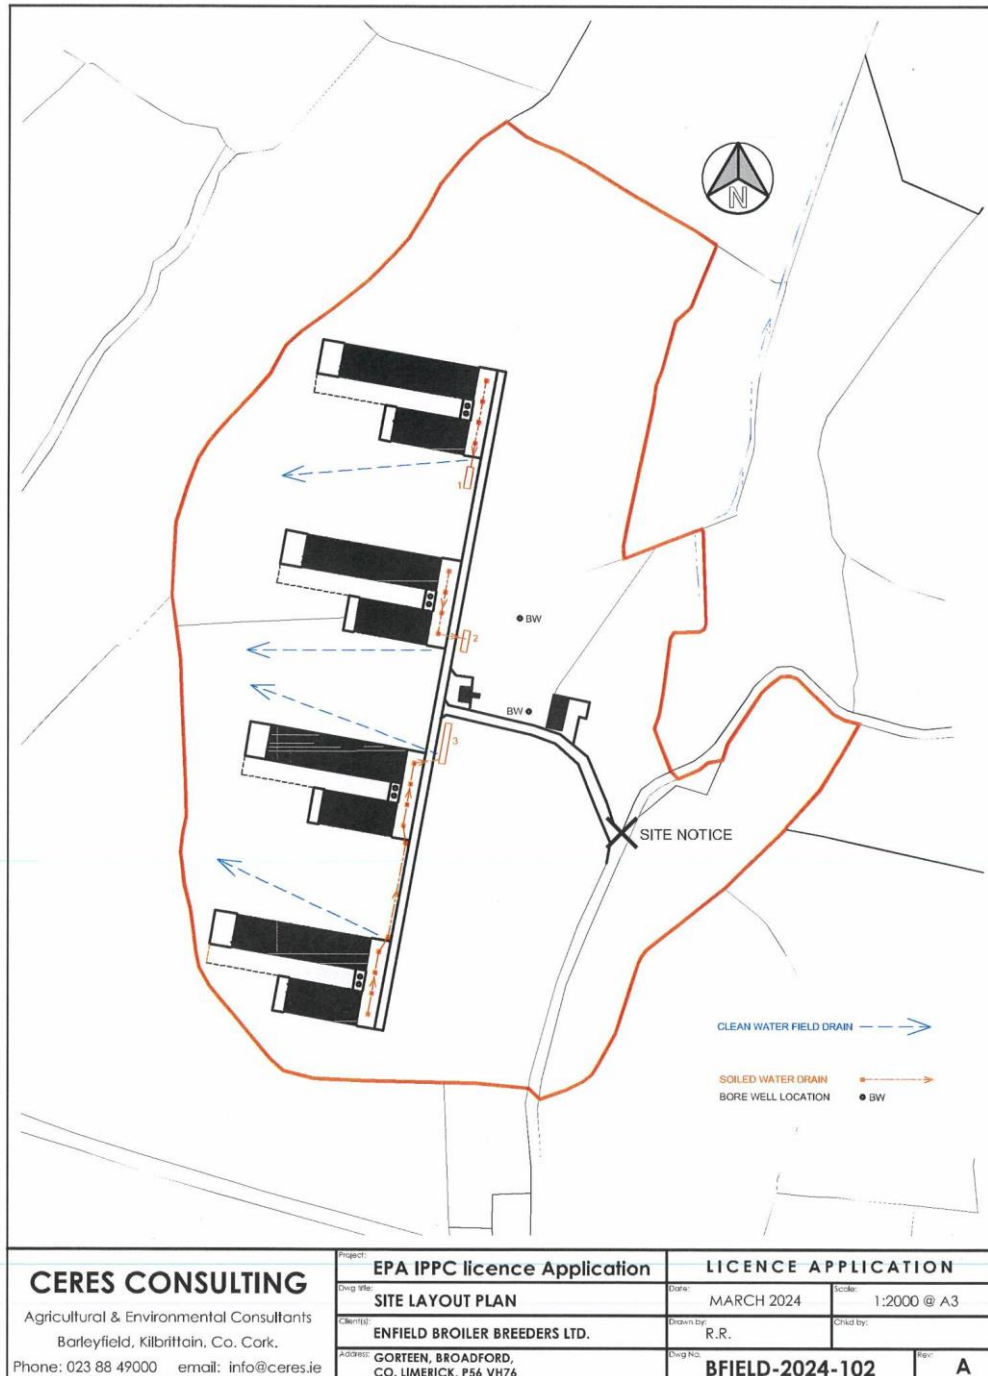 N
1
BW
2
BW
3
SITE NOTICE
CLEAN WATER FIELD DRAIN
SOILED WATER DRAIN
BORE WELL LOCATION BW
CERES CONSULTING
Agricultural & Environmental Consultants
Barleyfield, Kilbrittain, Co. Cork.
Phone: 023 88 49000 email: info@ceres.ie
Project: EPA IPPC licence Application
Dwg title: SITE LAYOUT PLAN
Client(s): ENFIELD BROILER BREEDERS LTD.
Address: GORTEEN, BROADFORD,
CO. LIMERICK, P56 VH76
LICENCE APPLICATION
Date: MARCH 2024
Scale: 1:2000 @ A3
Drawn by: R.R.
Chkd by:
Dwg No. BFIELD-2024-102
Rev: A